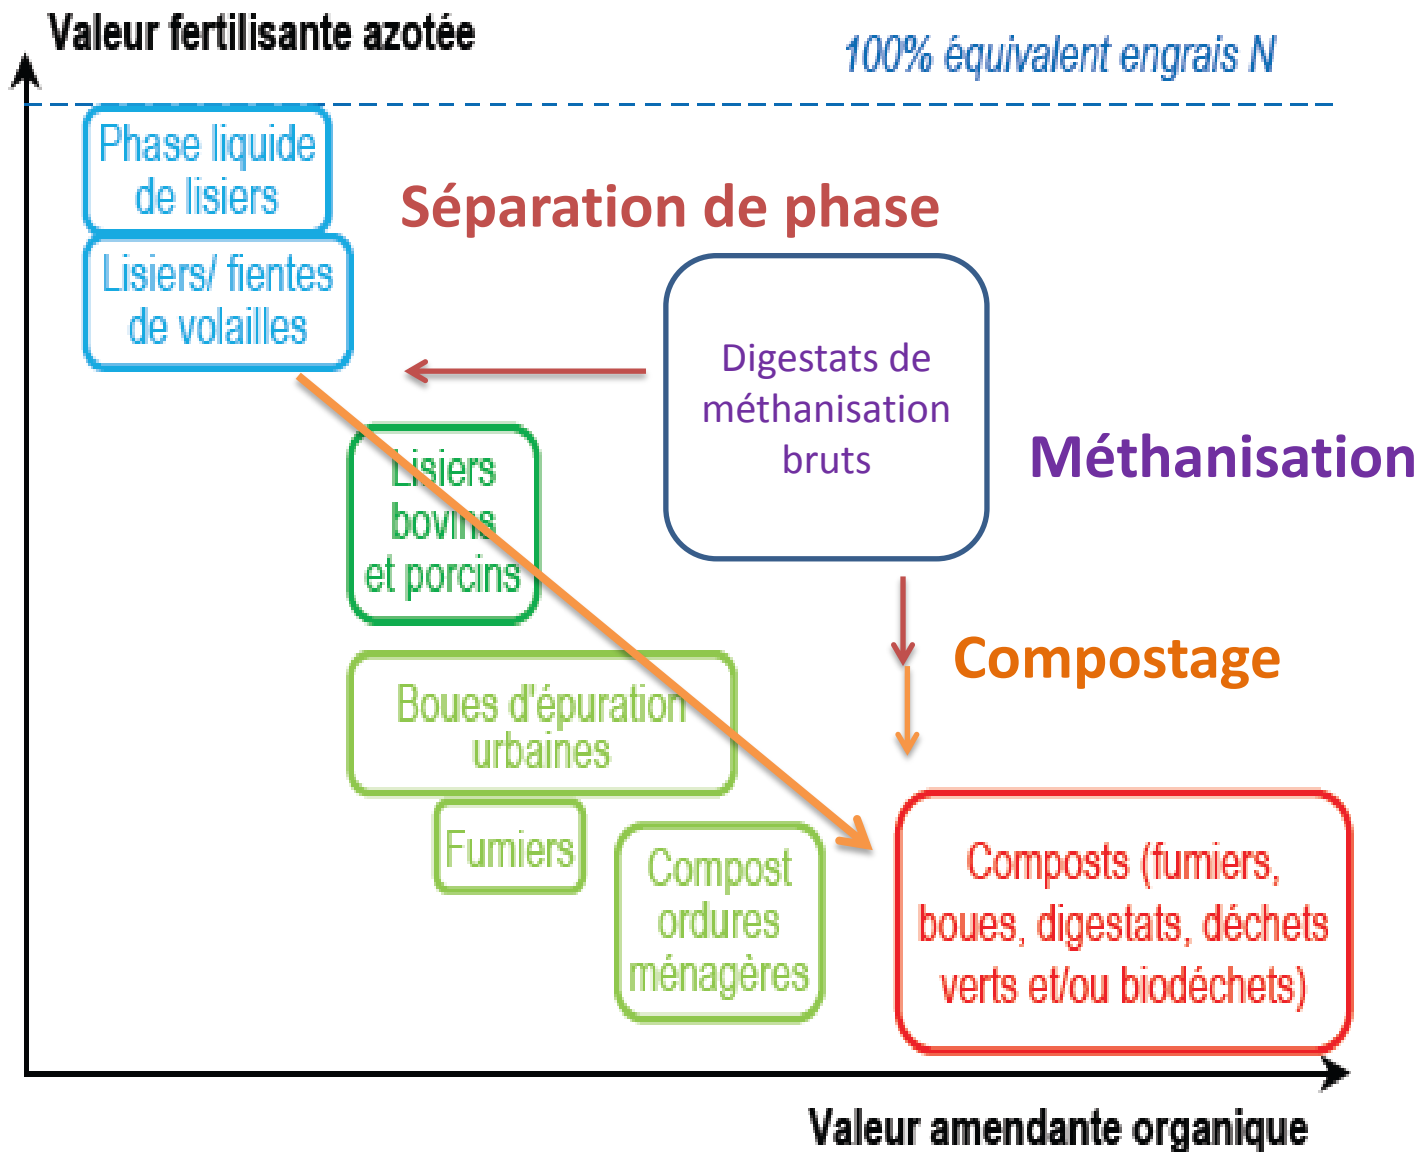 Valeur fertilisante azotée
100% équivalent engrais N
Phase liquide
de lisiers
Séparation de phase
Lisiers/ fientes
de volailles
Digestats de
méthanisation
bruts
Méthanisation
Lisiers
bovins
et porcins
Compostage
Boues d'épuration
urbaines
Fumiers
Compost
ordures
ménagères
Composts (fumiers,
boues, digestats, déchets
verts et/ou biodéchets)
Valeur amendante organique